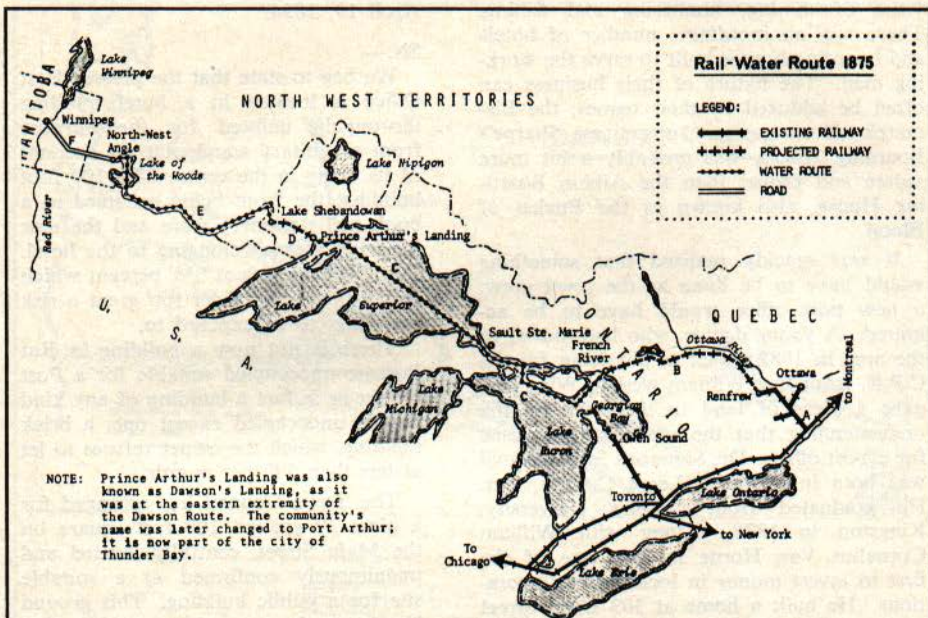 Rail-Water Route 1875
LEGEND:
EXISTING RAILWAY
PROJECTED RAILWAY
WATER ROUTE
ROAD
NORTH WEST TERRITORIES
MANITOBA
Lake
Winnipeg
Winnipeg
North-West
Angle
Lake of
the Woods
Red River
F
E
Lake Nipigon
Lake Shebandowan
D
Prince Arthur's Landing
C
Lake Superior
U. S. A.
Sault Ste. Marie
French
River
ONTARIO
QUÉBEC
Ottawa River
B
Renfrew
Ottawa
A
to Montreal
Lake
Michigan
C
Georgian
Bay
Lake
Huron
Owen Sound
Toronto
Lake Ontario
to New York
To
Chicago
Lake Erie
NOTE: Prince Arthur's Landing was also
known as Dawson's Landing, as it
was at the eastern extremity of
the Dawson Route. The community's
name was later changed to Port Arthur;
it is now part of the city of
Thunder Bay.